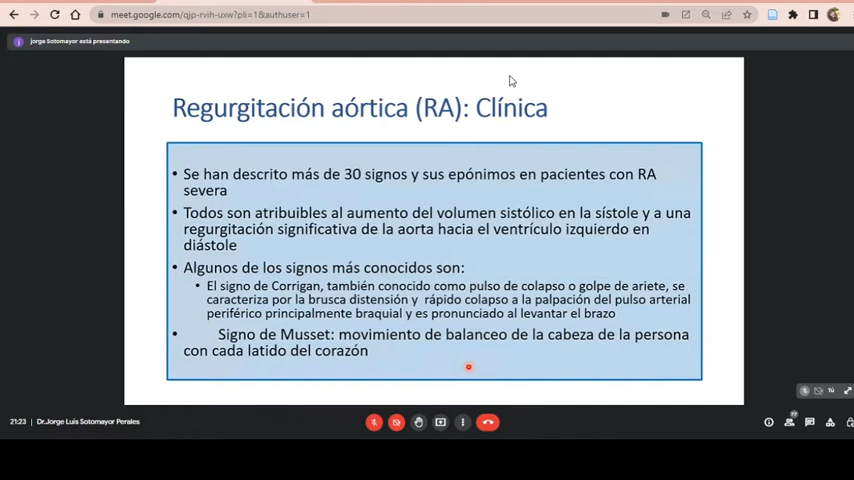 meet.google.com/qjp-rvih-uxw?pli=1&authuser=1
j
jorge Sotomayor está presentando
Regurgitación aórtica (RA): Clínica
• Se han descrito más de 30 signos y sus epónimos en pacientes con RA
severa
• Todos son atribuibles al aumento del volumen sistólico en la sístole y a una
regurgitación significativa de la aorta hacia el ventrículo izquierdo en
diástole
• Algunos de los signos más conocidos son:
• El signo de Corrigan, también conocido como pulso de colapso o golpe de ariete, se
caracteriza por la brusca distensión y rápido colapso a la palpación del pulso arterial
periférico principalmente braquial y es pronunciado al levantar el brazo
• Signo de Musset: movimiento de balanceo de la cabeza de la persona
con cada latido del corazón
Tú
21:23 | Dr.Jorge Luis Sotomayor Perales